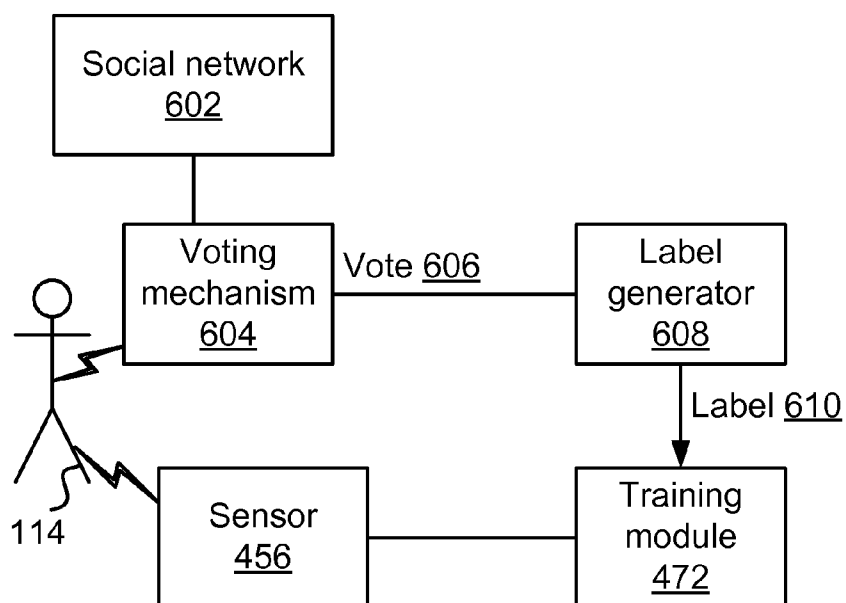 Social network
602
Voting
mechanism
604
Vote 606
Label
generator
608
Label 610
114
Sensor
456
Training
module
472